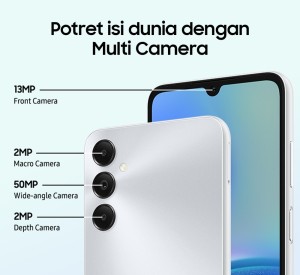 Potret isi dunia dengan
Multi Camera
13MP
Front Camera
2MP
Macro Camera
50MP
Wide-angle Camera
2MP
Depth Camera